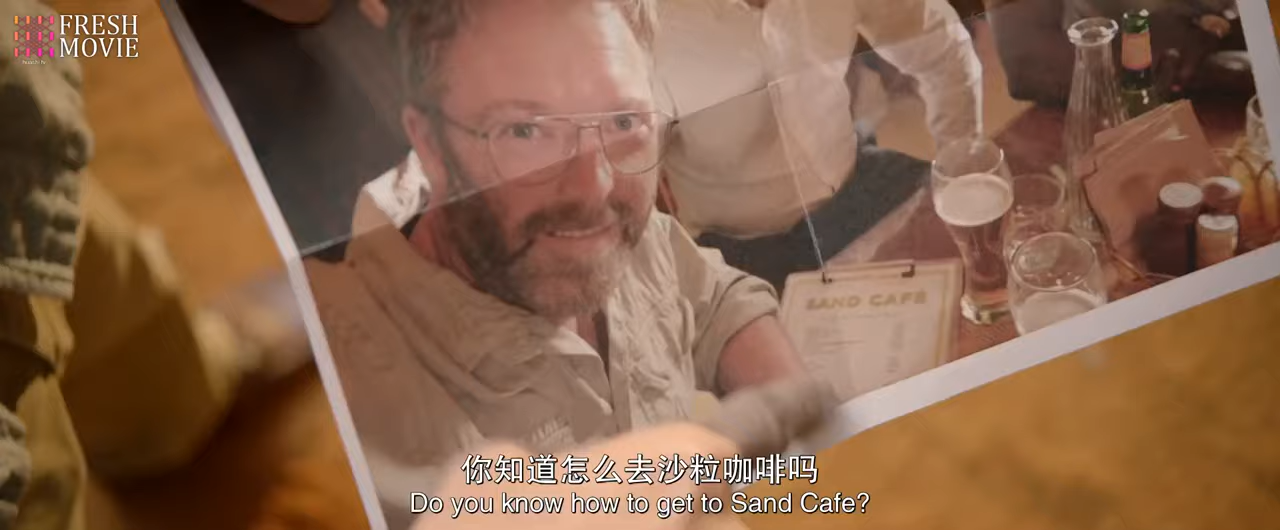 FRESH
MOVIE
SAND CAFE
你知道怎么去沙粒咖啡吗
Do you know how to get to Sand Cafe?